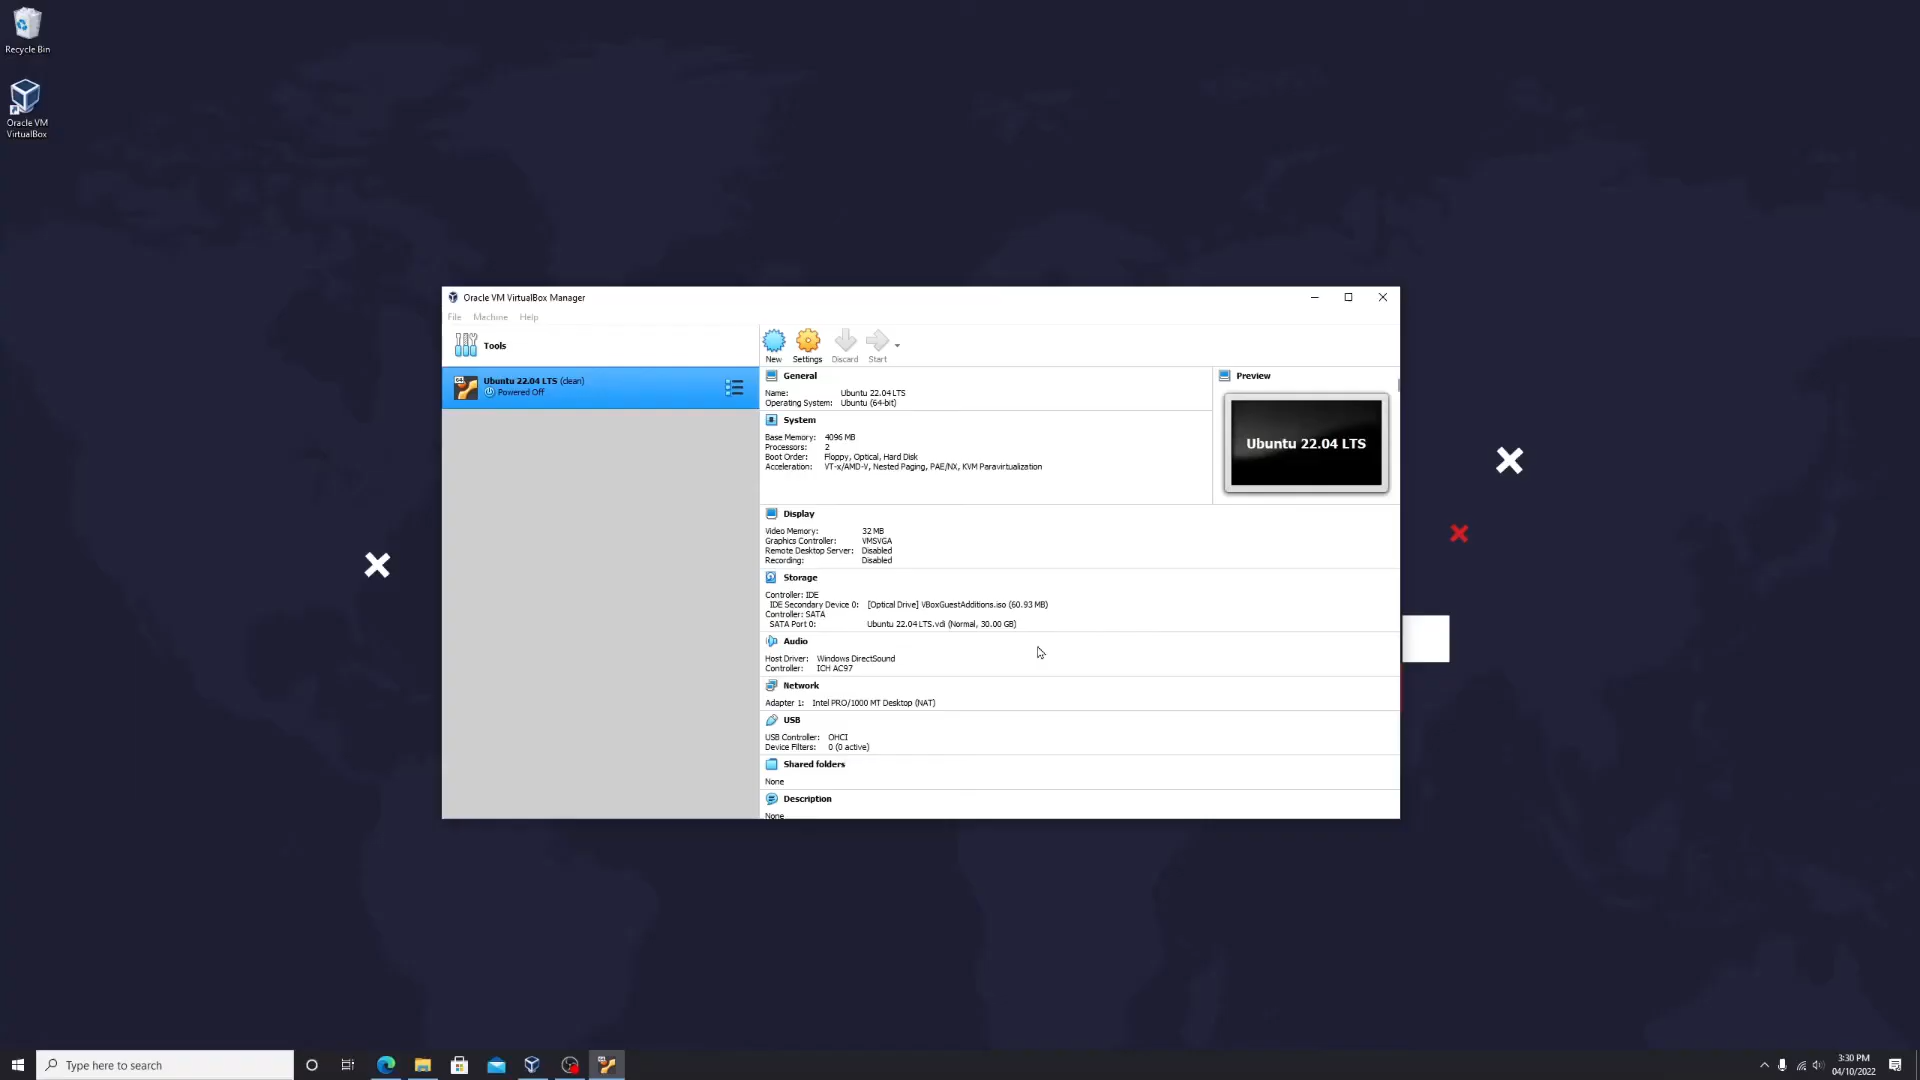 Recycle Bin
Oracle VM
VirtualBox
Oracle VM VirtualBox Manager
File Machine Help
Tools
New Settings Discard Start
Ubuntu 22.04 LTS (clean)
Powered Off
General
Name: Ubuntu 22.04 LTS
Operating System: Ubuntu (64-bit)
System
Base Memory: 4096 MB
Processors: 2
Boot Order: Floppy, Optical, Hard Disk
Acceleration: VT-x/AMD-V, Nested Paging, PAE/NX, KVM Paravirtualization
Preview
Ubuntu 22.04 LTS
Display
Video Memory: 32 MB
Graphics Controller: VMSVGA
Remote Desktop Server: Disabled
Recording: Disabled
Storage
Controller: IDE
IDE Secondary Device 0: [Optical Drive] VBoxGuestAdditions.iso (60.93 MB)
Controller: SATA
SATA Port 0: Ubuntu 22.04 LTS.vdi (Normal, 30.00 GB)
Audio
Host Driver: Windows DirectSound
Controller: ICH AC97
Network
Adapter 1: Intel PRO/1000 MT Desktop (NAT)
USB
USB Controller: OHCI
Device Filters: 0 (0 active)
Shared folders
None
Description
None
Type here to search
3:30 PM
04/10/2022